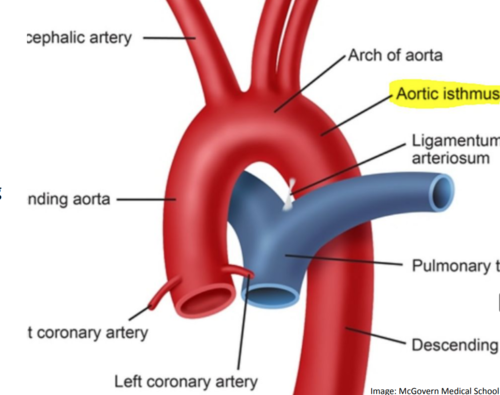 cephalic artery
Arch of aorta
Aortic isthmus
Ligamentum
arteriosum
nding aorta
Pulmonary t
t coronary artery
Descending
Left coronary artery
Image: McGovern Medical School